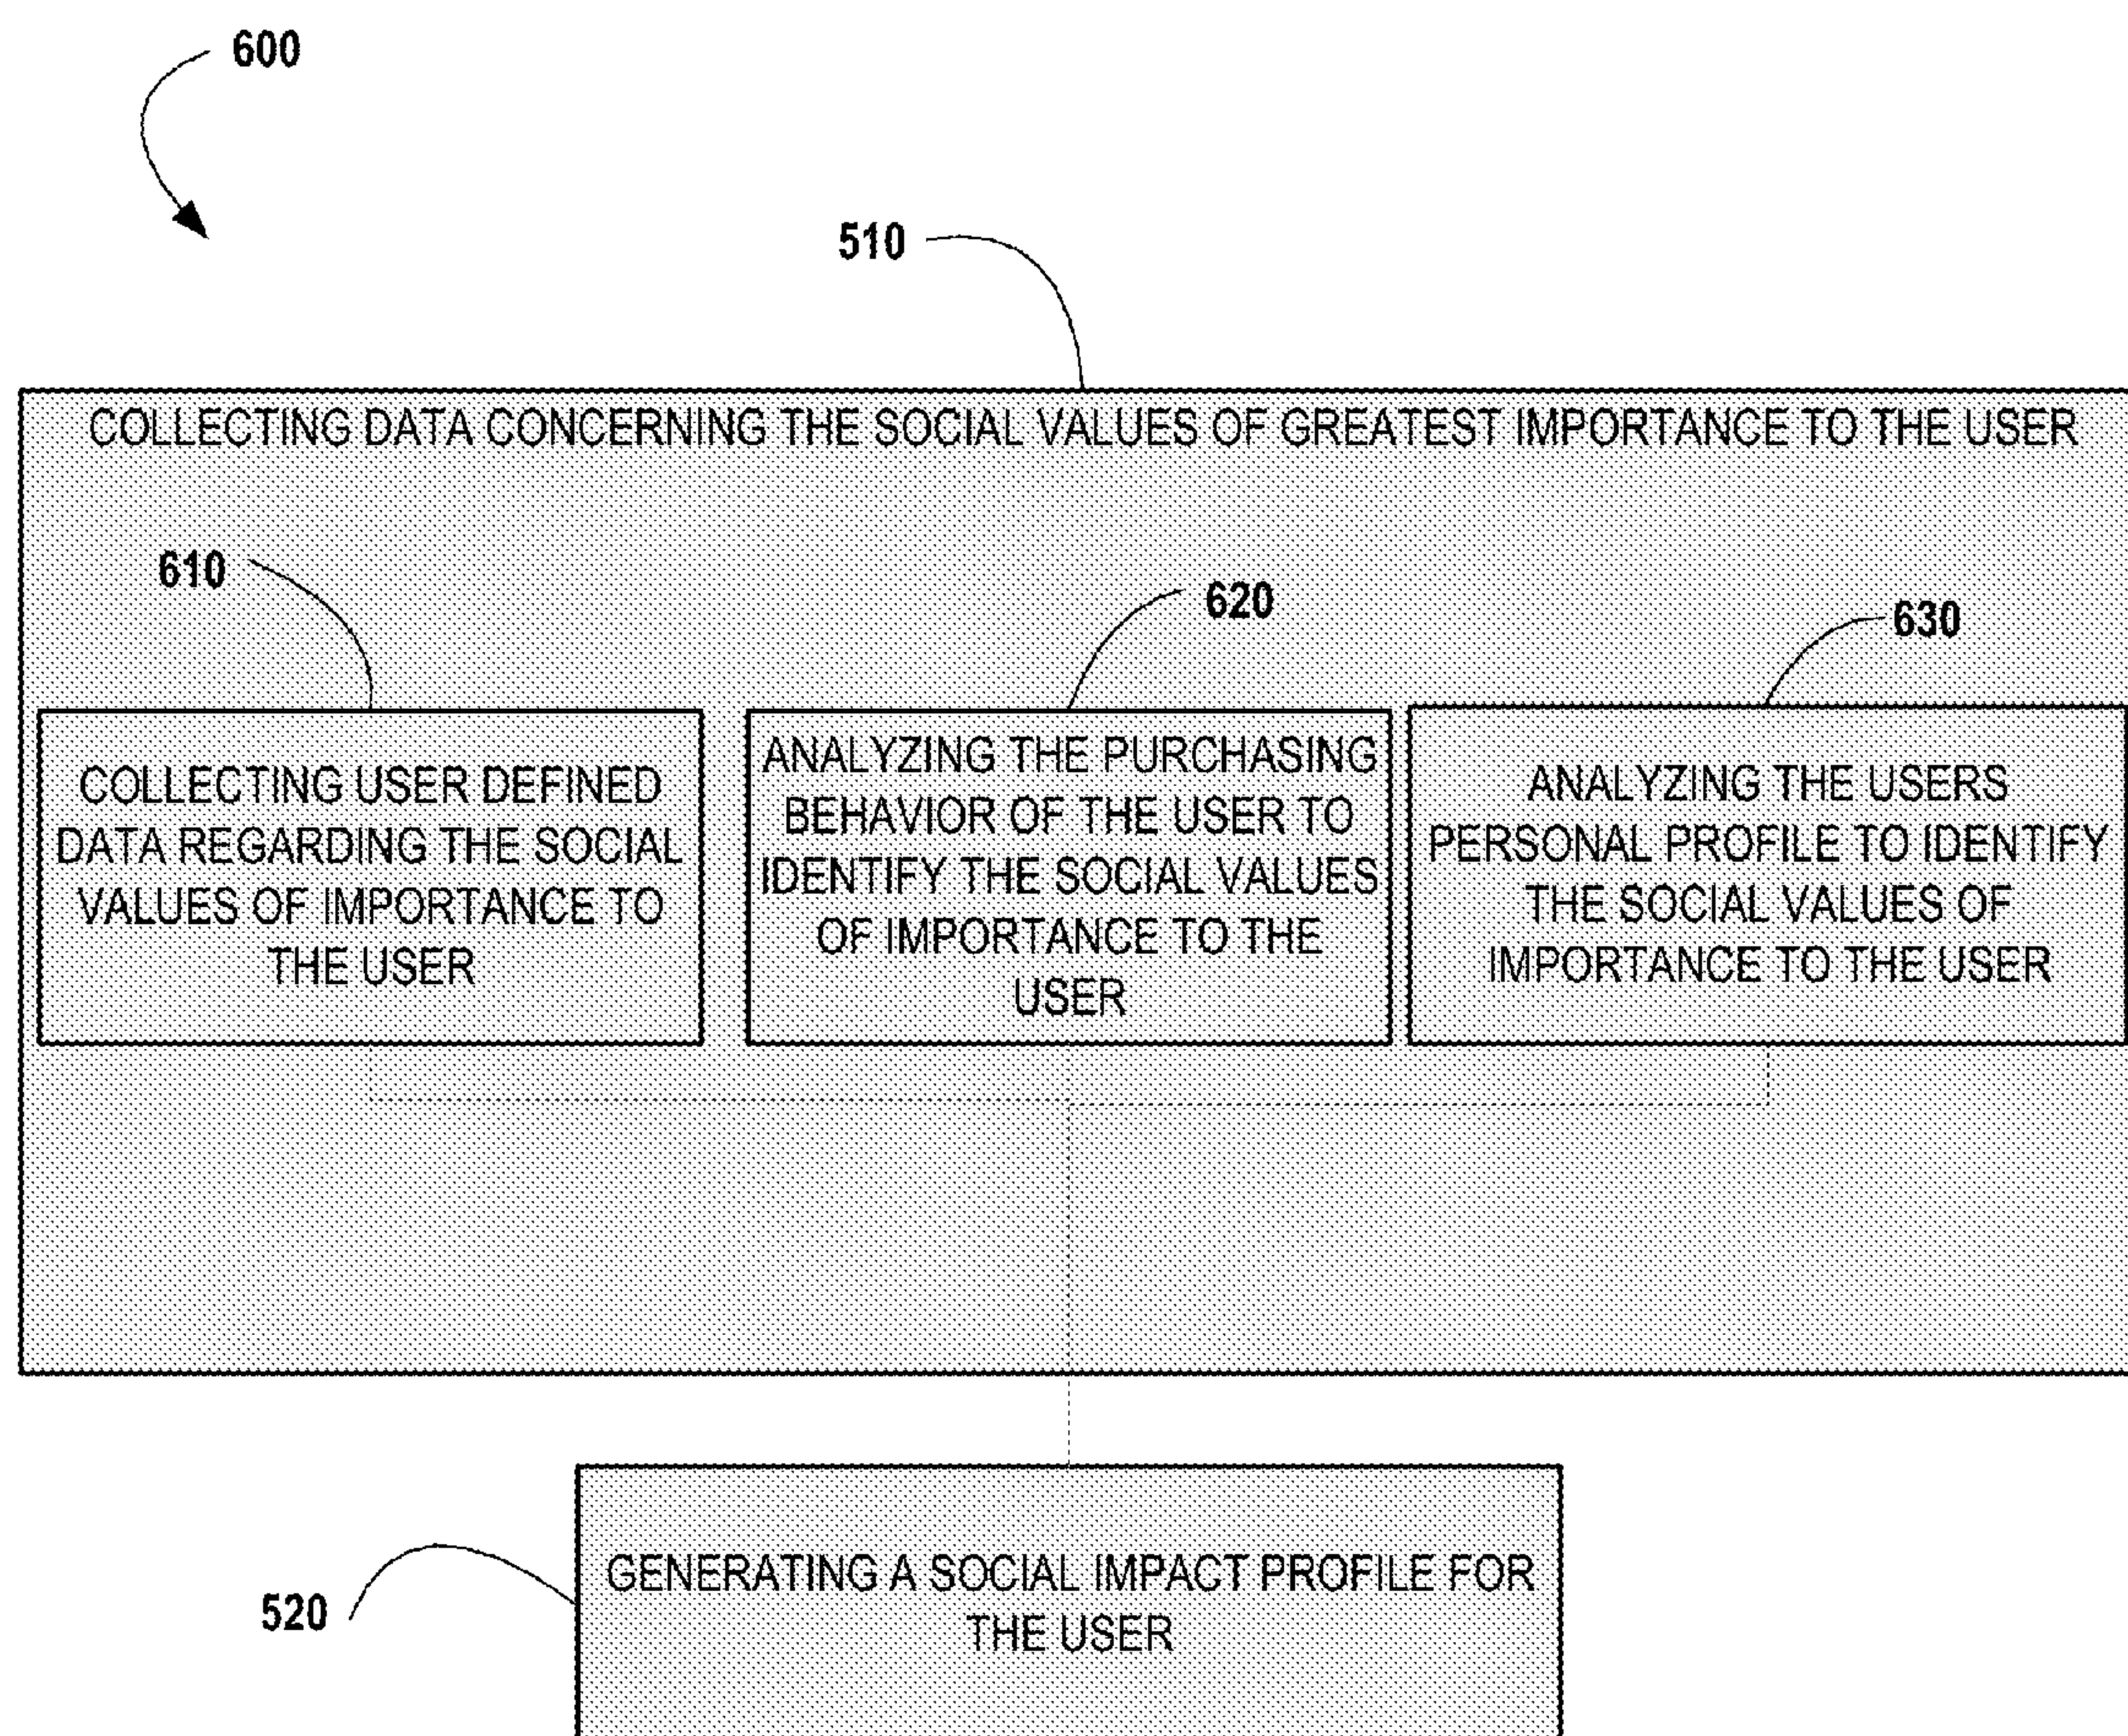 600
510
COLLECTING DATA CONCERNING THE SOCIAL VALUES OF GREATEST IMPORTANCE TO THE USER
610
620
630
COLLECTING USER DEFINED
DATA REGARDING THE SOCIAL
VALUES OF IMPORTANCE TO
THE USER
ANALYZING THE PURCHASING
BEHAVIOR OF THE USER TO
IDENTIFY THE SOCIAL VALUES
OF IMPORTANCE TO THE
USER
ANALYZING THE USERS
PERSONAL PROFILE TO IDENTIFY
THE SOCIAL VALUES OF
IMPORTANCE TO THE USER
520
GENERATING A SOCIAL IMPACT PROFILE FOR
THE USER